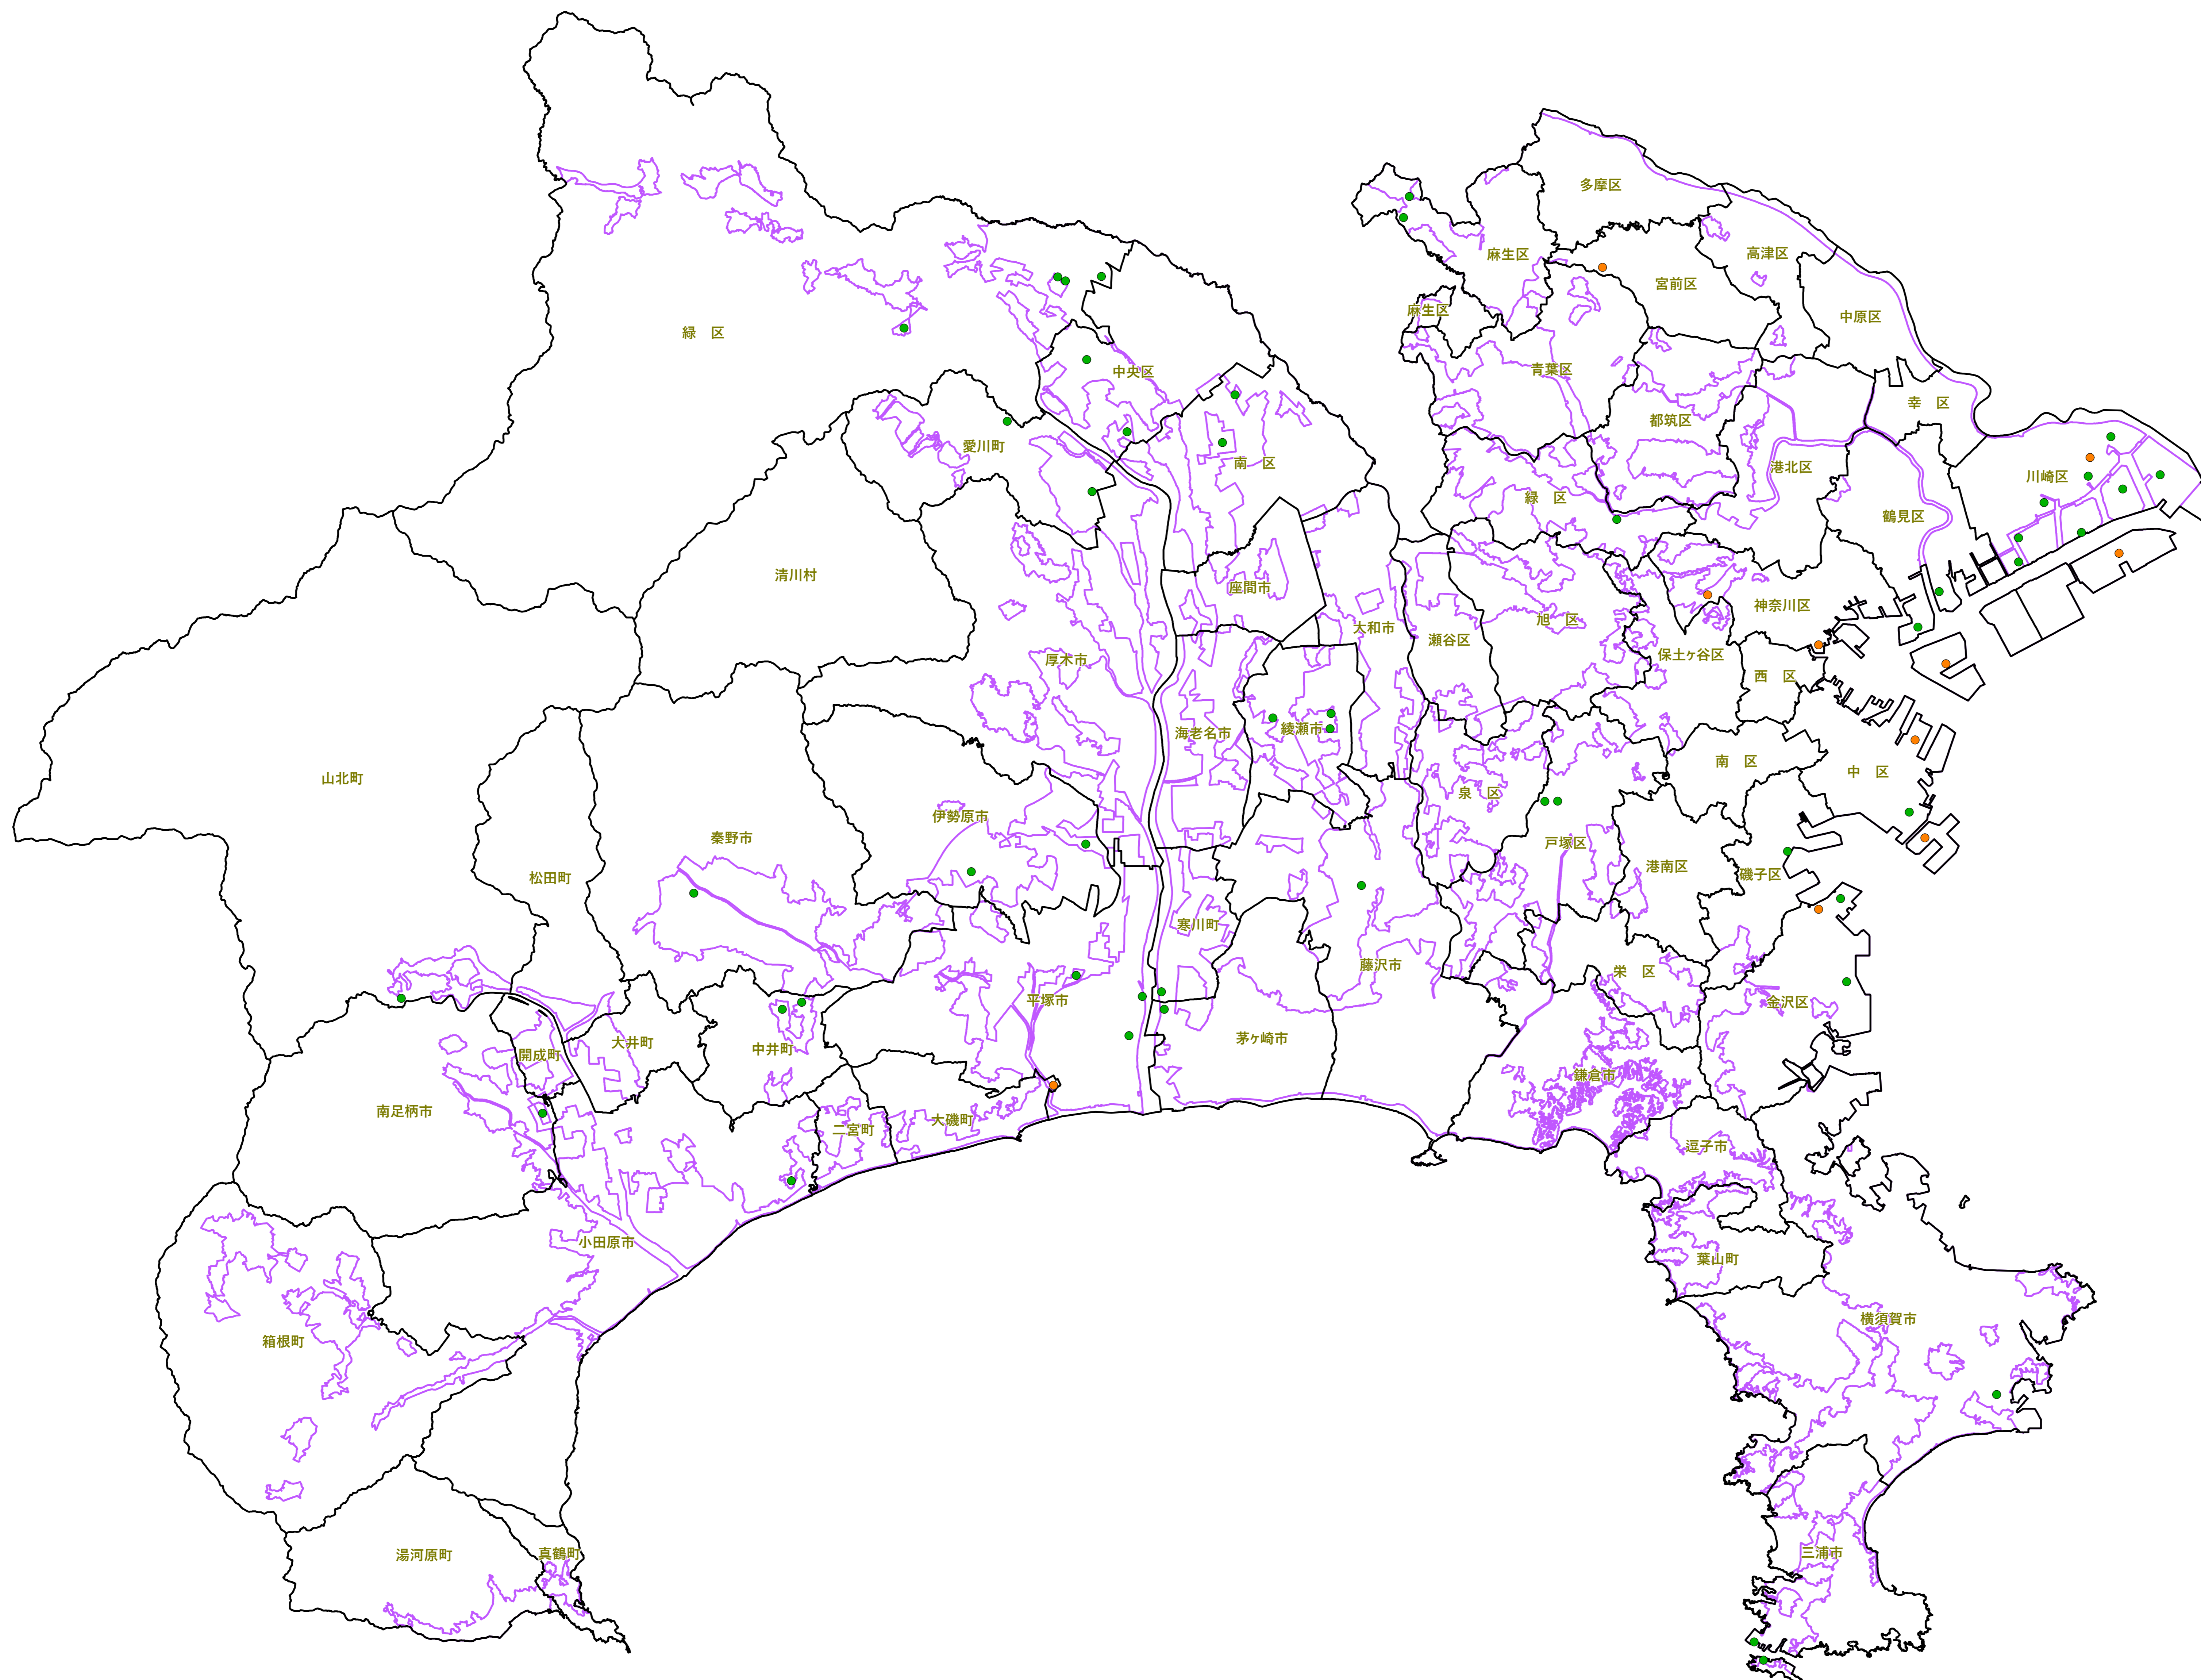 多摩区
高津区
麻生区
宮前区
麻生区
中原区
緑　区
中央区
青葉区
幸　区
都筑区
愛川町
南　区
港北区
川崎区
緑　区
鶴見区
清川村
座間市
神奈川区
旭　区
大和市
瀬谷区
保土ヶ谷区
厚木市
西　区
綾瀬市
海老名市
南　区
中　区
山北町
泉　区
伊勢原市
秦野市
戸塚区
港南区
磯子区
松田町
寒川町
藤沢市
栄　区
平塚市
金沢区
茅ヶ崎市
大井町
中井町
開成町
鎌倉市
南足柄市
大磯町
二宮町
逗子市
小田原市
葉山町
横須賀市
箱根町
湯河原町
真鶴町
三浦市